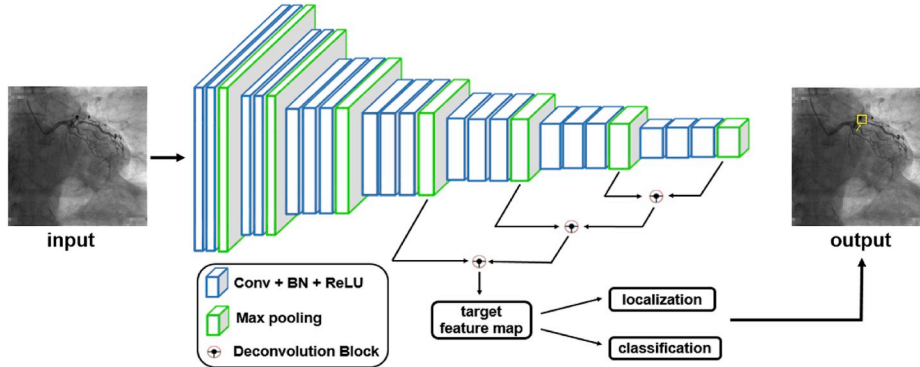 input
output
Conv + BN + ReLU
Max pooling
Deconvolution Block
target
feature map
localization
classification